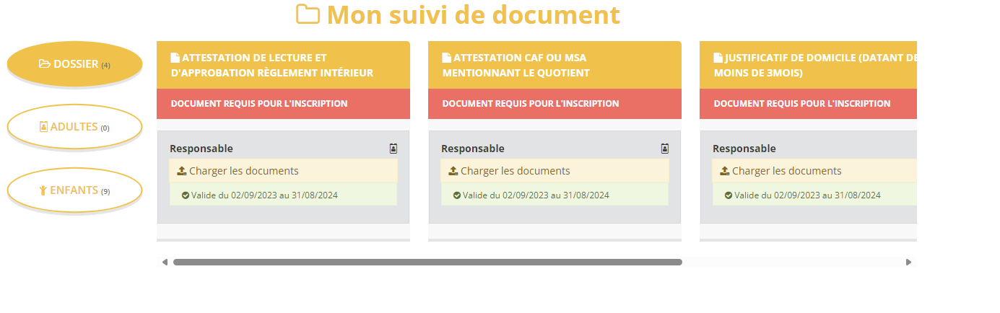 Mon suivi de document
DOSSIER (4)
ADULTES (0)
ENFANTS (9)
ATTESTATION DE LECTURE ET
D'APPROBATION RÈGLEMENT INTÉRIEUR
DOCUMENT REQUIS POUR L'INSCRIPTION
Responsable
Charger les documents
Valide du 02/09/2023 au 31/08/2024
ATTESTATION CAF OU MSA
MENTIONNANT LE QUOTIENT
DOCUMENT REQUIS POUR L'INSCRIPTION
Responsable
Charger les documents
Valide du 02/09/2023 au 31/08/2024
JUSTIFICATIF DE DOMICILE (DATANT DE
MOINS DE 3MOIS)
DOCUMENT REQUIS POUR L'INSCRIPTION
Responsable
Charger les documents
Valide du 02/09/2023 au 31/08/2024